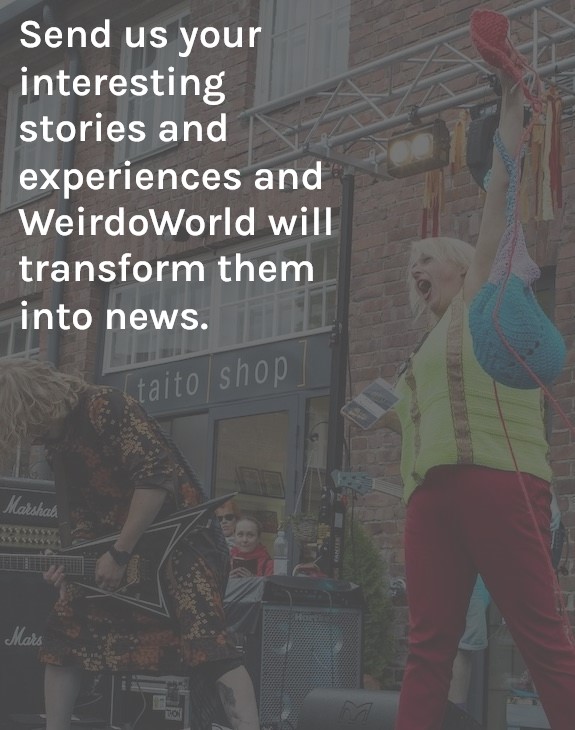 Send us your
interesting
stories and
experiences and
WeirdoWorld will
transform them
into news.
[taito|shop]
Marshall
Mars